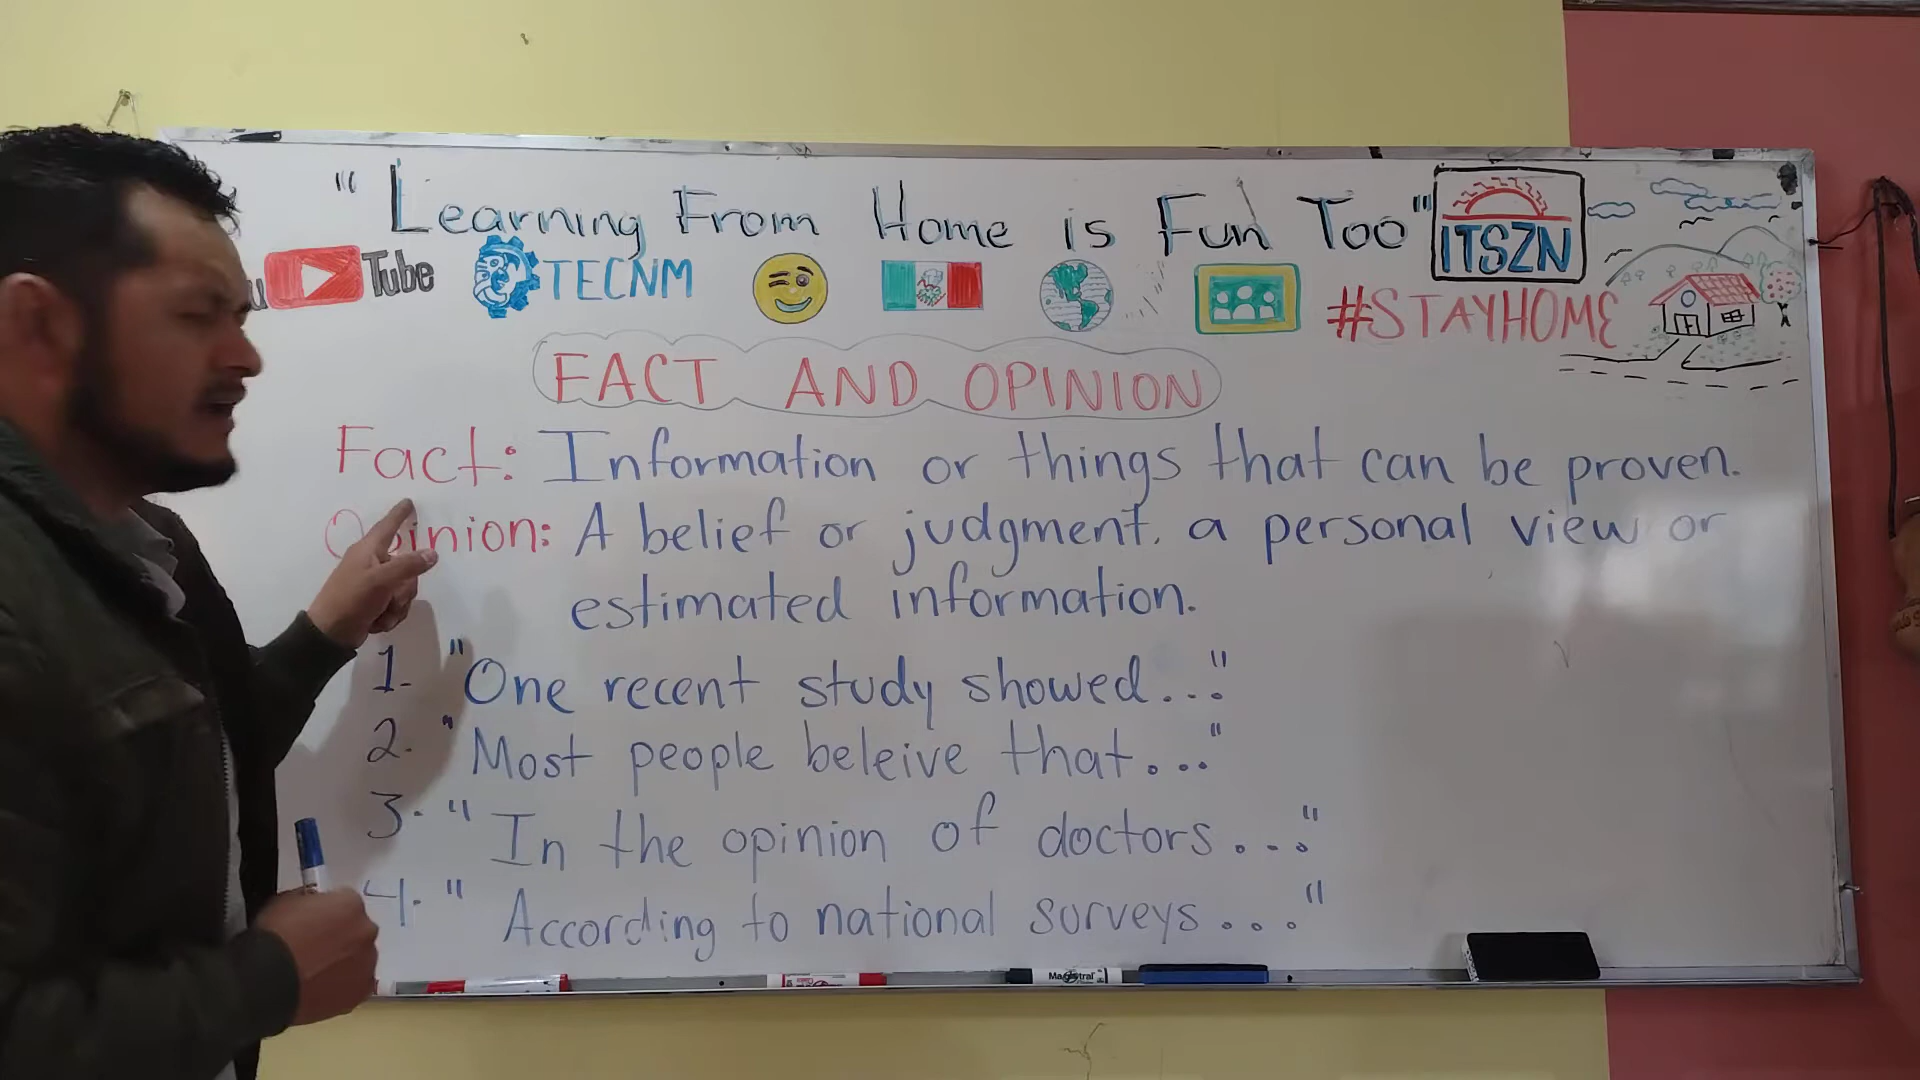 "Learning From Home is Fun Too"
ITSZN
Tube
TECNM
#STAYHOME
FACT AND OPINION
Fact: Information or things that can be proven.
Opinion: A belief or judgment, a personal view or
estimated information.
1. "One recent study showed..."
2. "Most people beleive that..."
3. "In the opinion of doctors..."
4. "According to national surveys..."
Magistral